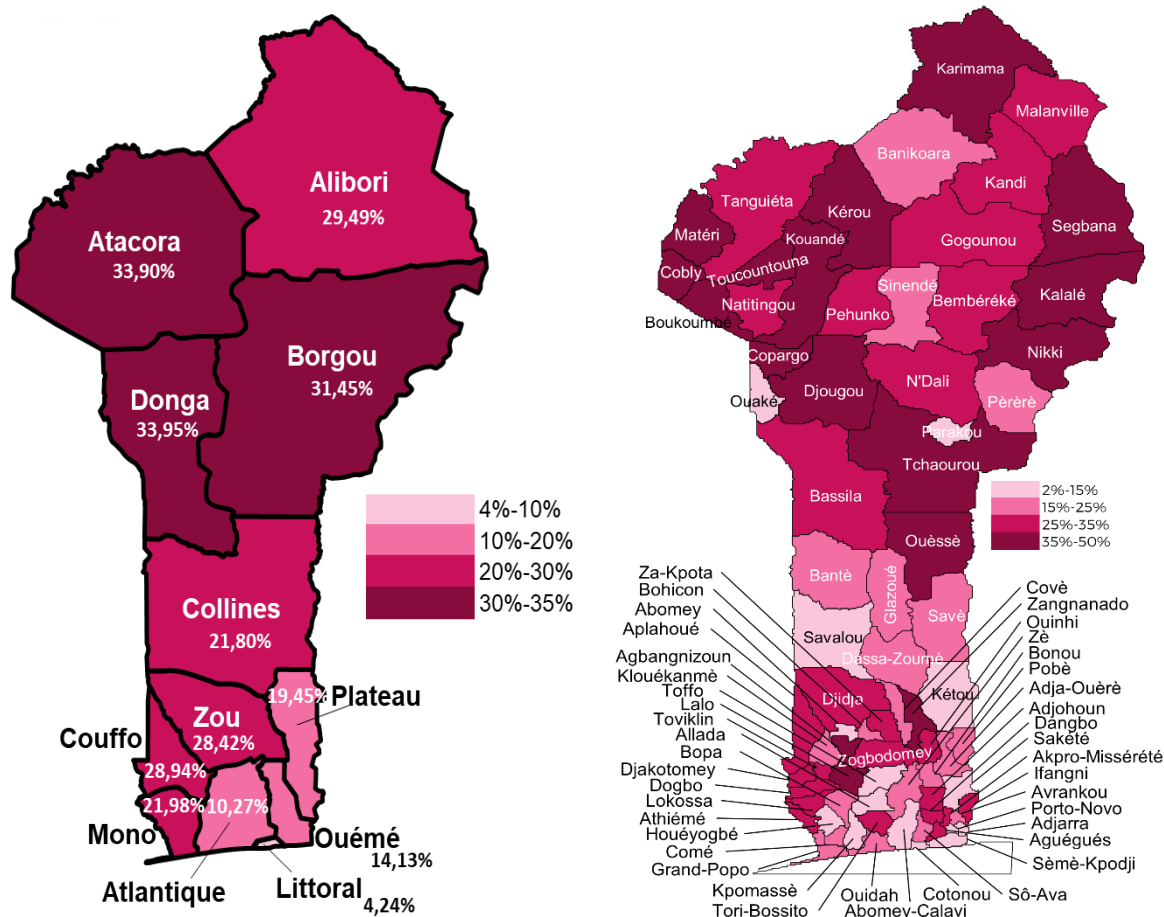 Alibori
29,49%
Atacora
33,90%
Borgou
31,45%
Donga
33,95%
4%-10%
10%-20%
20%-30%
30%-35%
Collines
21,80%
19,45%
Plateau
Zou
28,42%
Couffo
28,94%
21,98%
10,27%
Mono
Ouémé
14,13%
Atlantique
Littoral
4,24%
Karimama
Malanville
Banikoara
Kandi
Tanguiéta
Kérou
Segbana
Matéri
Kouandé
Gogounou
Cobly
Toucountouna
Sinendé
Natitingou
Pehunko
Bembéréké
Kalalé
Boukoumbé
Copargo
Nikki
N'Dali
Djougou
Ouaké
Pèrèrè
Parakou
Tchaourou
Bassila
2%-15%
15%-25%
25%-35%
35%-50%
Ouèssè
Bantè
Glazoué
Savè
Savalou
Dassa-Zoumè
Kétou
Djidja
Zogbodomey
Za-Kpota
Bohicon
Abomey
Aplahoué
Agbangnizoun
Klouékanmè
Toffo
Lalo
Toviklin
Allada
Bopa
Djakotomey
Dogbo
Lokossa
Athiémé
Houéyogbé
Comé
Grand-Popo
Kpomassè
Tori-Bossito
Ouidah
Abomey-Calavi
Cotonou
Sô-Ava
Covè
Zangnanado
Ouinhi
Zè
Bonou
Pobè
Adja-Ouèrè
Adjohoun
Dangbo
Sakété
Akpro-Missérété
Ifangni
Avrankou
Porto-Novo
Adjarra
Aguégués
Sèmè-Kpodji